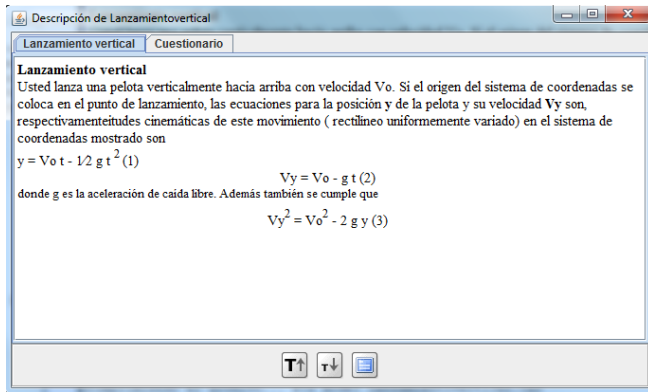 Descripción de Lanzamientovertical
Lanzamiento vertical Cuestionario
Lanzamiento vertical
Usted lanza una pelota verticalmente hacia arriba con velocidad Vo. Si el origen del sistema de coordenadas se
coloca en el punto de lanzamiento, las ecuaciones para la posición y de la pelota y su velocidad Vy son,
respectivamenteitudes cinemáticas de este movimiento ( rectilineo uniformemente variado) en el sistema de
coordenadas mostrado son
y = Vo t - 1⁄2 g t² (1)
Vy = Vo - g t (2)
donde g es la aceleración de caida libre. Además también se cumple que
Vy² = Vo² - 2 g y (3)
T↑ T↓